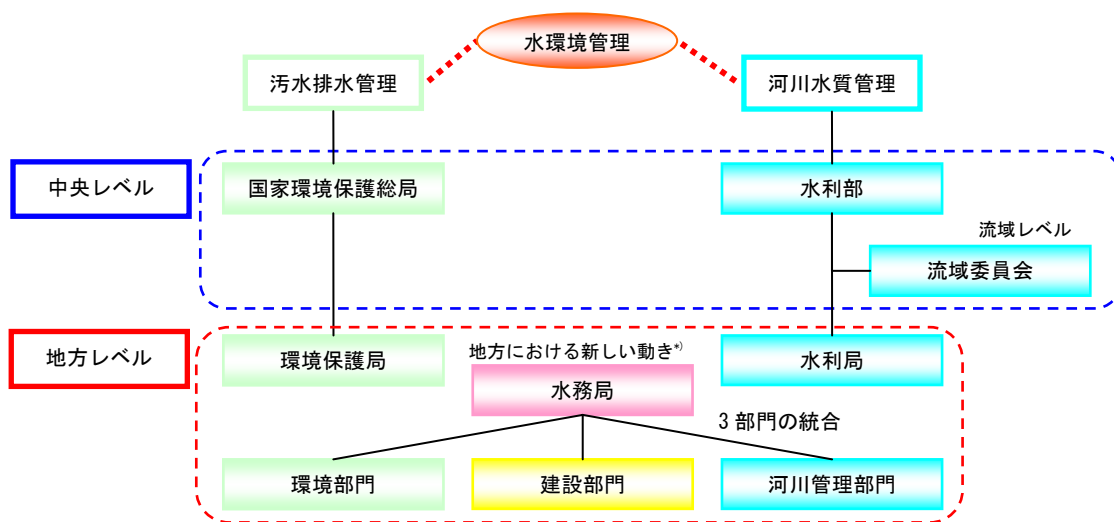 水環境管理
汚水排水管理
河川水質管理
中央レベル
国家環境保護総局
水利部
流域レベル
流域委員会
地方レベル
環境保護局
地方における新しい動き*)
水利局
水務局
3 部門の統合
環境部門
建設部門
河川管理部門